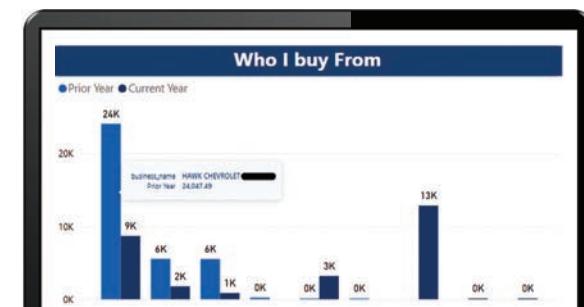 Who I buy From
Prior Year Current Year
24K
20K
business_name HAWK CHEVROLET
Prior Year 24,047.49
13K
10K
9K
6K
6K
2K
1K
0K
0K
3K
0K
0K
0K
0K